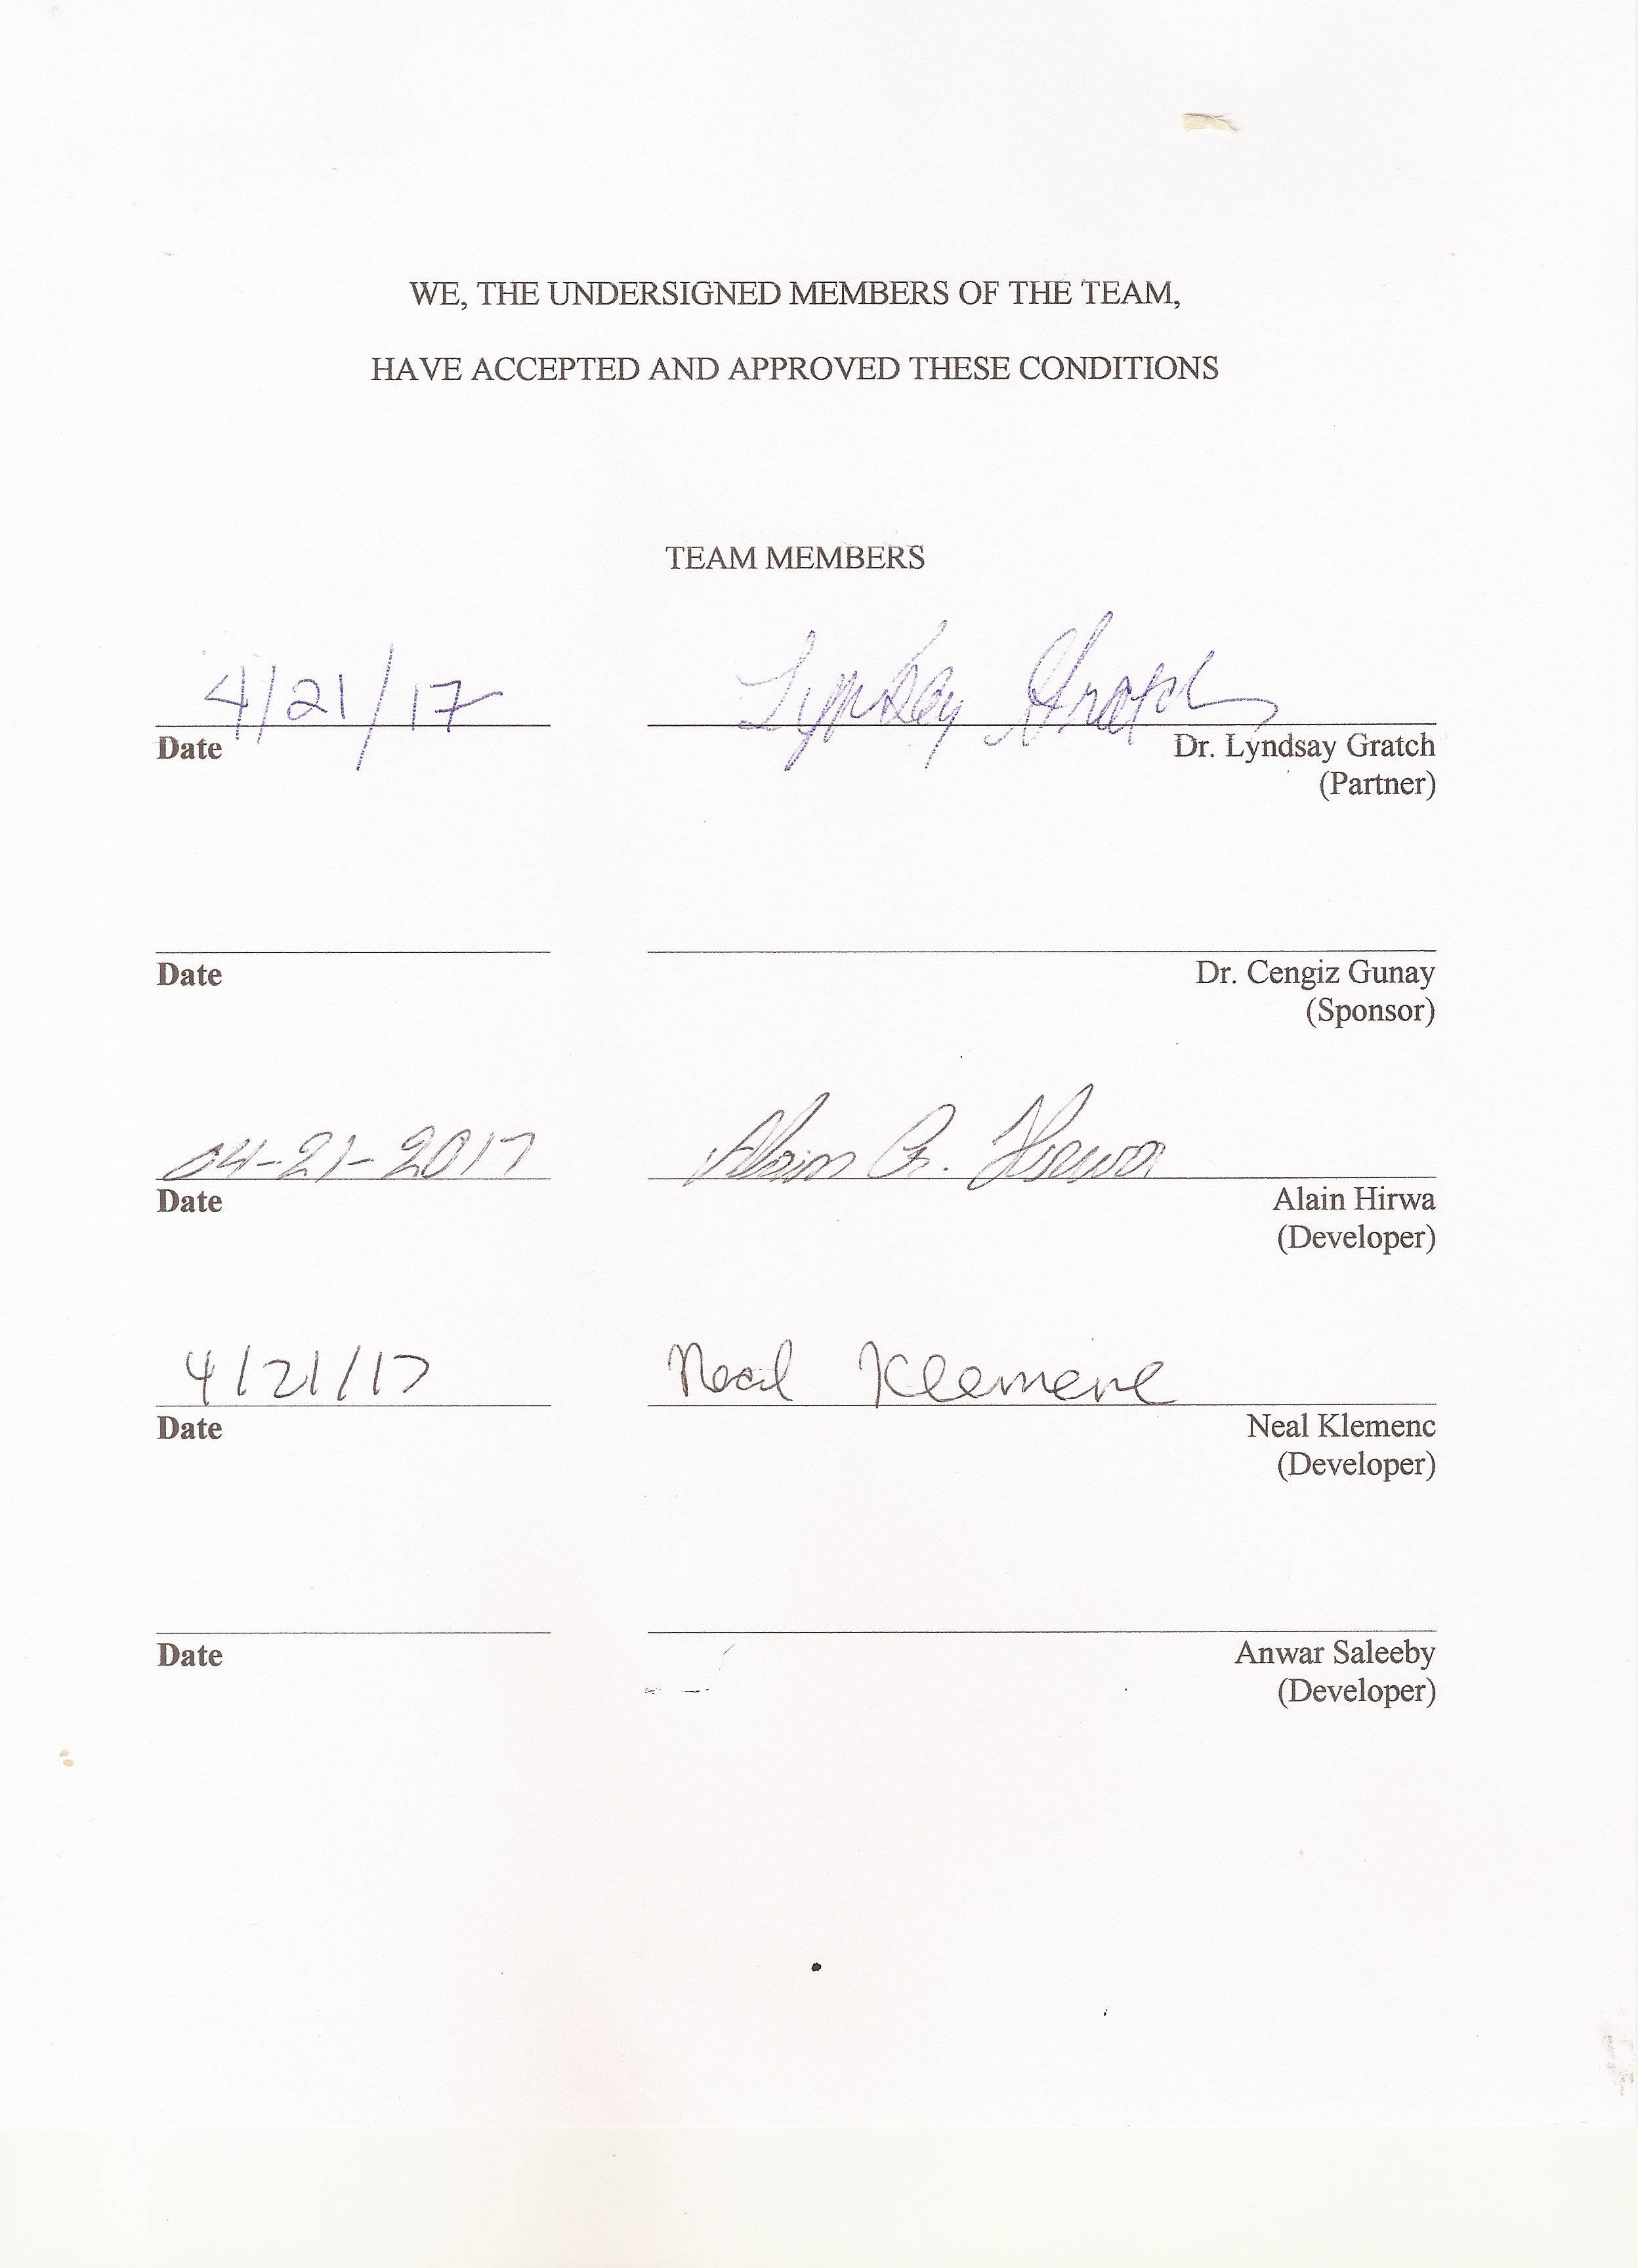 WE, THE UNDERSIGNED MEMBERS OF THE TEAM,
HAVE ACCEPTED AND APPROVED THESE CONDITIONS
TEAM MEMBERS
4/21/17 Lyndsay Gratch
Date Dr. Lyndsay Gratch
(Partner)
Date Dr. Cengiz Gunay
(Sponsor)
04-21-2017 Alain G. Hirwa
Date Alain Hirwa
(Developer)
4/21/17 Neal Klemenc
Date Neal Klemenc
(Developer)
Date Anwar Saleeby
(Developer)